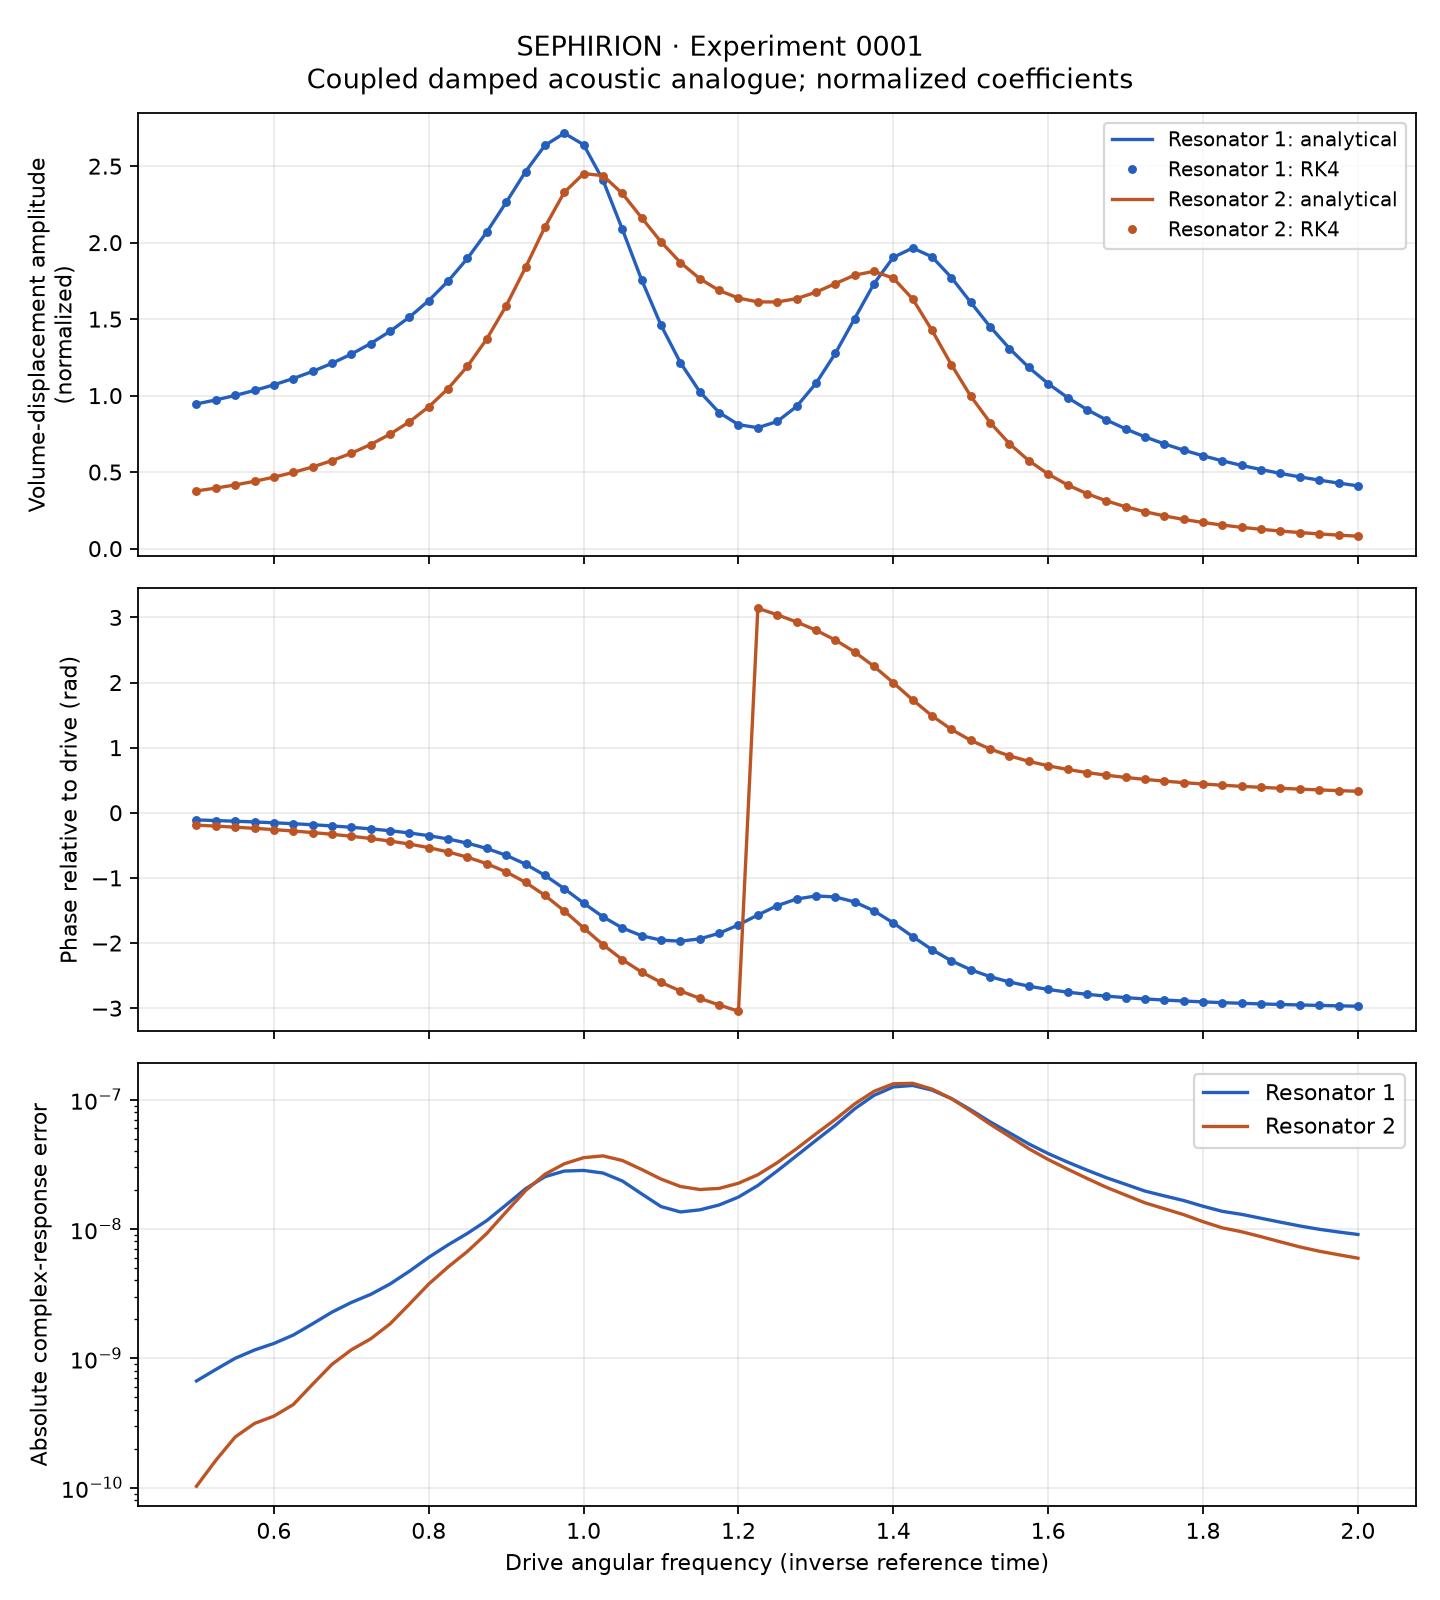 SEPHIRION · Experiment 0001
Coupled damped acoustic analogue; normalized coefficients
Volume-displacement amplitude
(normalized)
2.5
2.0
1.5
1.0
0.5
0.0
Resonator 1: analytical
Resonator 1: RK4
Resonator 2: analytical
Resonator 2: RK4
Phase relative to drive (rad)
3
2
1
0
−1
−2
−3
Absolute complex-response error
10⁻⁷
10⁻⁸
10⁻⁹
10⁻¹⁰
Resonator 1
Resonator 2
0.6 0.8 1.0 1.2 1.4 1.6 1.8 2.0
Drive angular frequency (inverse reference time)